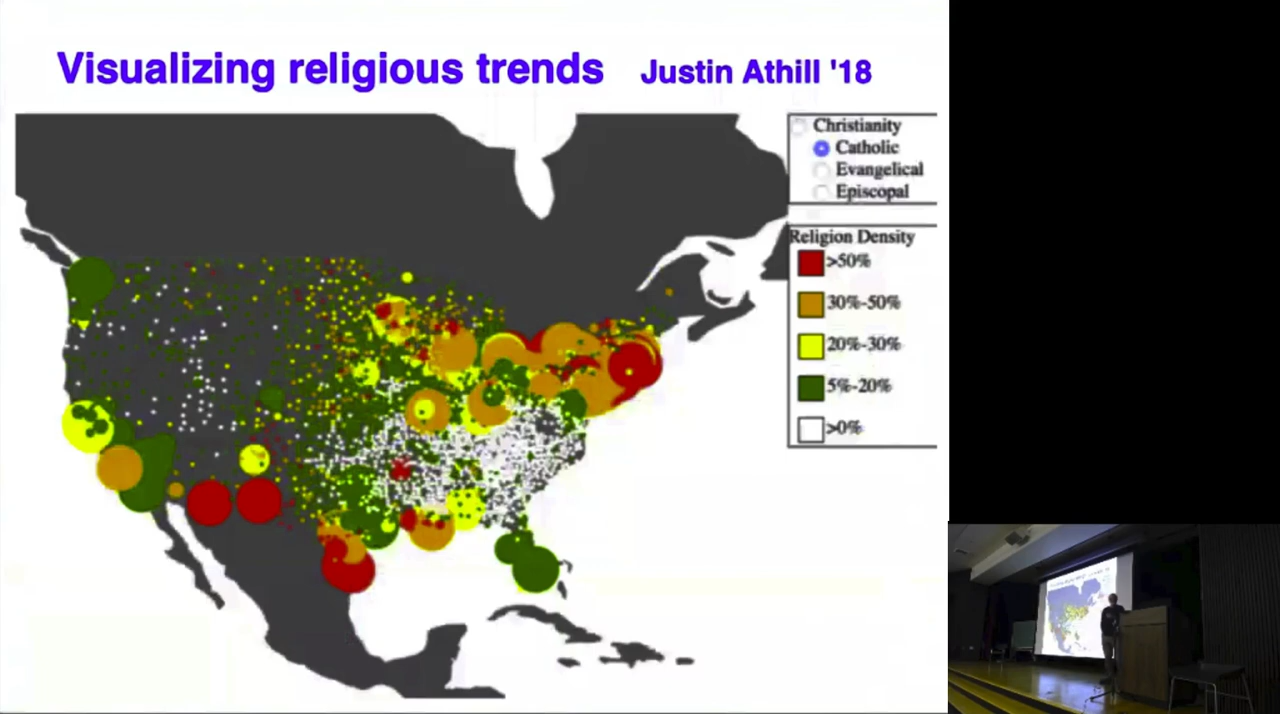 Visualizing religious trends Justin Athill '18
Christianity
Catholic
Evangelical
Episcopal
Religion Density
>50%
30%-50%
20%-30%
5%-20%
>0%